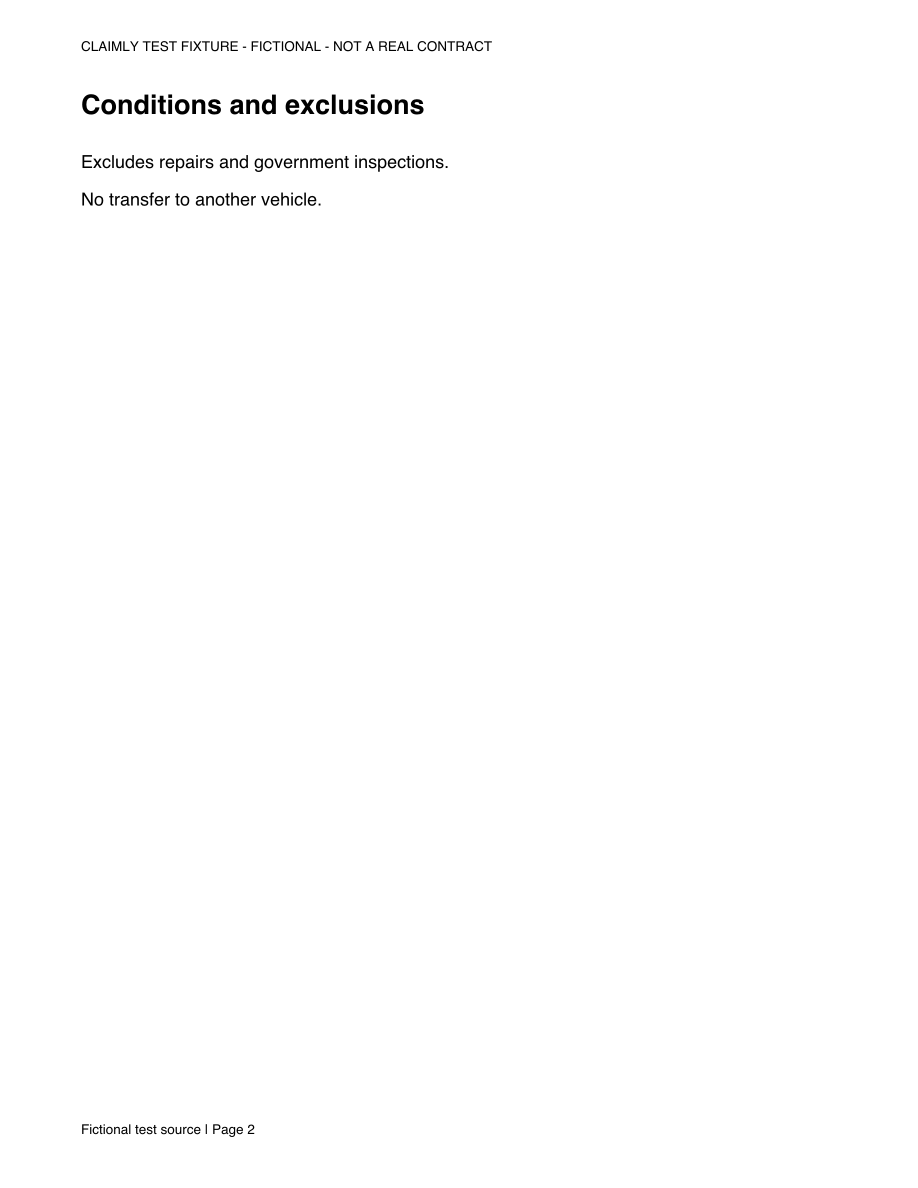 CLAIMLY TEST FIXTURE - FICTIONAL - NOT A REAL CONTRACT
Conditions and exclusions
Excludes repairs and government inspections.
No transfer to another vehicle.
Fictional test source | Page 2